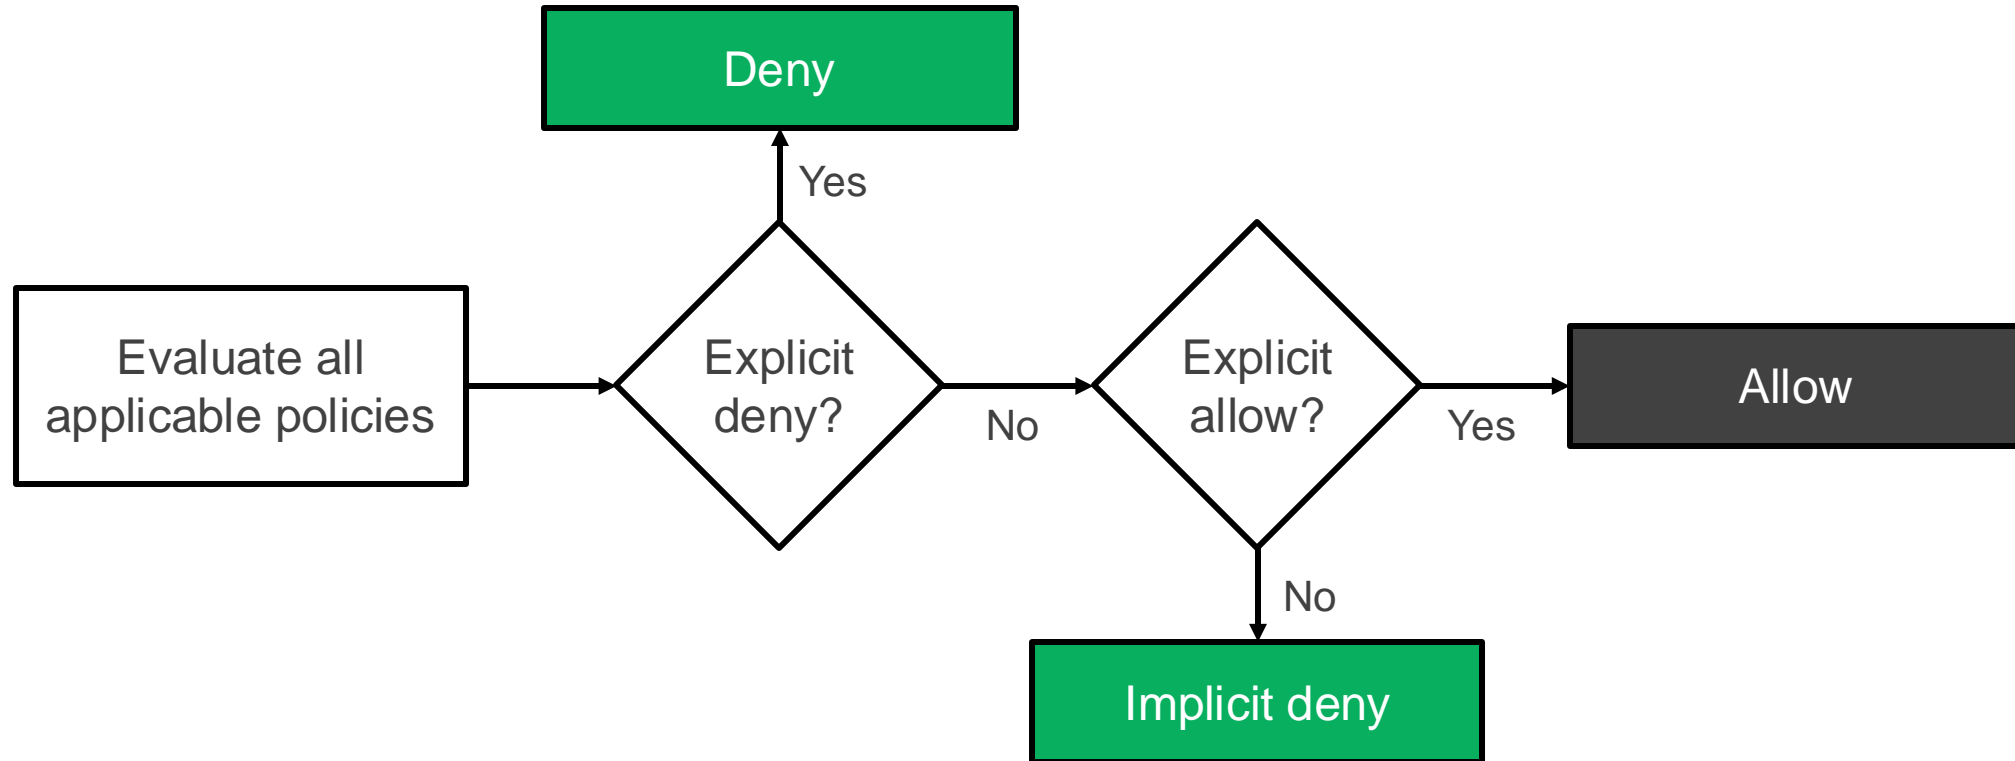 Deny
Yes
Evaluate all
applicable policies
Explicit
deny?
No
Explicit
allow?
Yes
Allow
No
Implicit deny